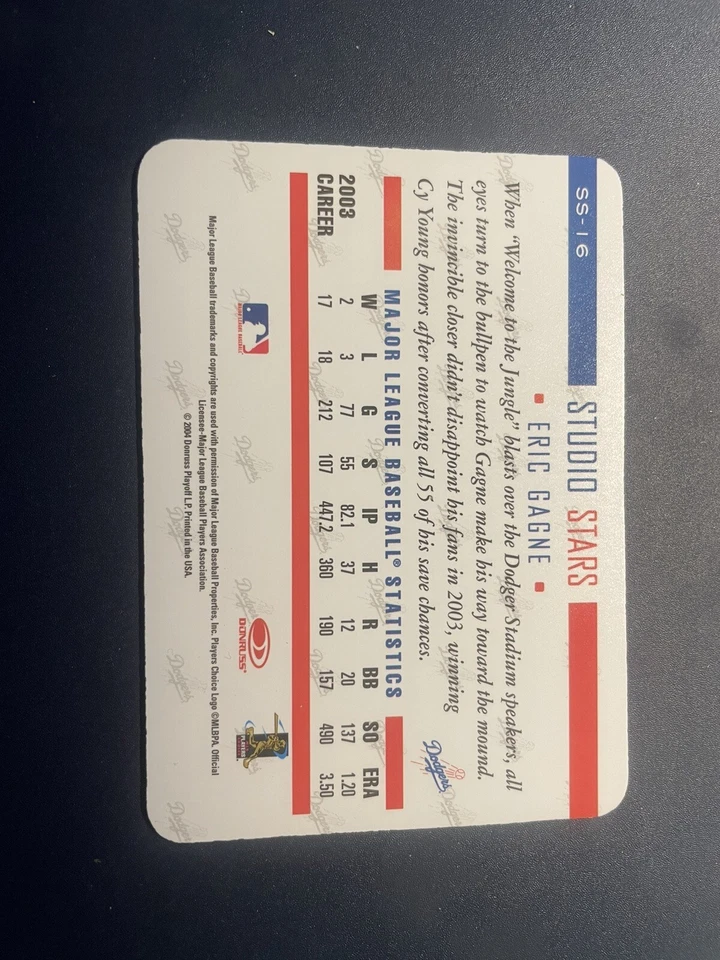 SS-16
STUDIO STARS
ERIC GAGNE
When "Welcome to the Jungle" blasts over the Dodger Stadium speakers, all
eyes turn to the bullpen to watch Gagne make his way toward the mound.
The invincible closer didn't disappoint his fans in 2003, winning
Cy Young honors after converting all 55 of his save chances.
Dodgers
MAJOR LEAGUE BASEBALL® STATISTICS
W L G S IP H R BB SO ERA
2003 2 3 77 55 82.1 37 12 20 137 1.20
CAREER 17 18 212 107 447.2 360 190 157 490 3.50
DONRUSS
Major League Baseball trademarks and copyrights are used with permission of Major League Baseball Properties, Inc. Players Choice Logo ©MLBPA. Official
Licensee-Major League Baseball Players Association.
© 2004 Donruss Playoff L.P. Printed in the USA.